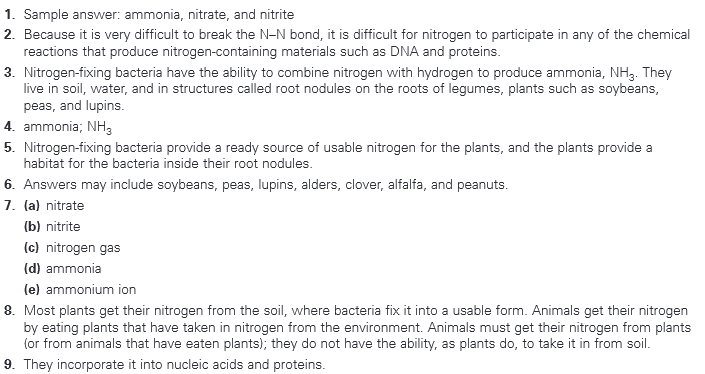 1. Sample answer: ammonia, nitrate, and nitrite
2. Because it is very difficult to break the N–N bond, it is difficult for nitrogen to participate in any of the chemical
reactions that produce nitrogen-containing materials such as DNA and proteins.
3. Nitrogen-fixing bacteria have the ability to combine nitrogen with hydrogen to produce ammonia, NH₃. They
live in soil, water, and in structures called root nodules on the roots of legumes, plants such as soybeans,
peas, and lupins.
4. ammonia; NH₃
5. Nitrogen-fixing bacteria provide a ready source of usable nitrogen for the plants, and the plants provide a
habitat for the bacteria inside their root nodules.
6. Answers may include soybeans, peas, lupins, alders, clover, alfalfa, and peanuts.
7. (a) nitrate
(b) nitrite
(c) nitrogen gas
(d) ammonia
(e) ammonium ion
8. Most plants get their nitrogen from the soil, where bacteria fix it into a usable form. Animals get their nitrogen
by eating plants that have taken in nitrogen from the environment. Animals must get their nitrogen from plants
(or from animals that have eaten plants); they do not have the ability, as plants do, to take it in from soil.
9. They incorporate it into nucleic acids and proteins.